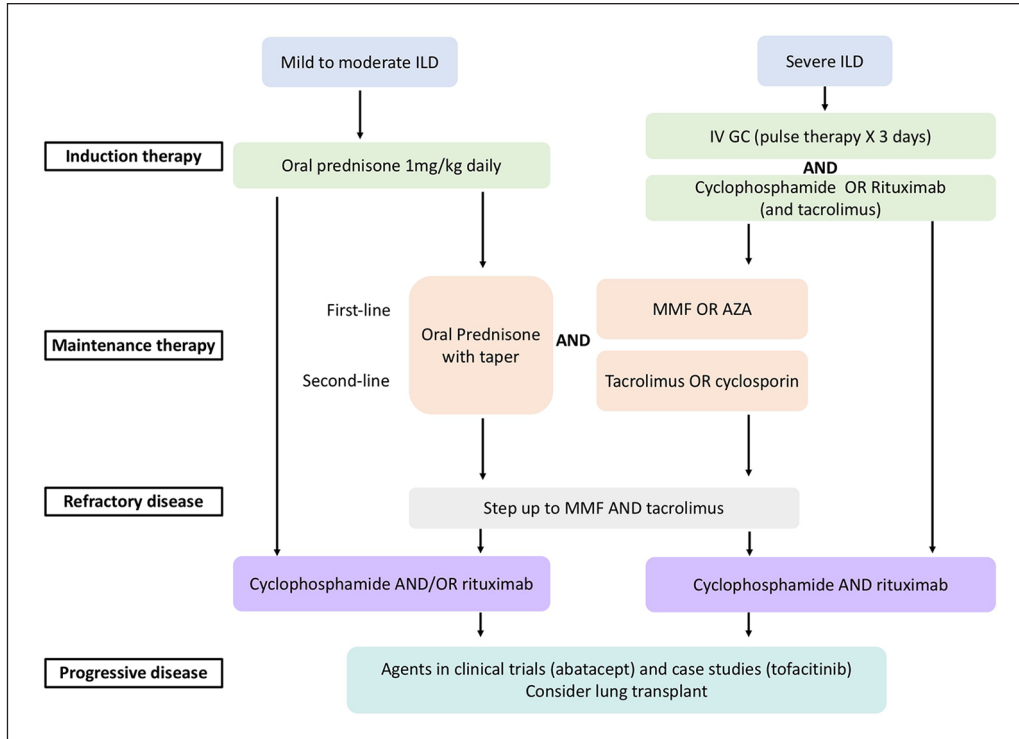 Mild to moderate ILD
Severe ILD
Induction therapy
Oral prednisone 1mg/kg daily
IV GC (pulse therapy X 3 days)
AND
Cyclophosphamide OR Rituximab
(and tacrolimus)
Maintenance therapy
First-line
Second-line
Oral Prednisone
with taper
AND
MMF OR AZA
Tacrolimus OR cyclosporin
Refractory disease
Step up to MMF AND tacrolimus
Cyclophosphamide AND/OR rituximab
Cyclophosphamide AND rituximab
Progressive disease
Agents in clinical trials (abatacept) and case studies (tofacitinib)
Consider lung transplant